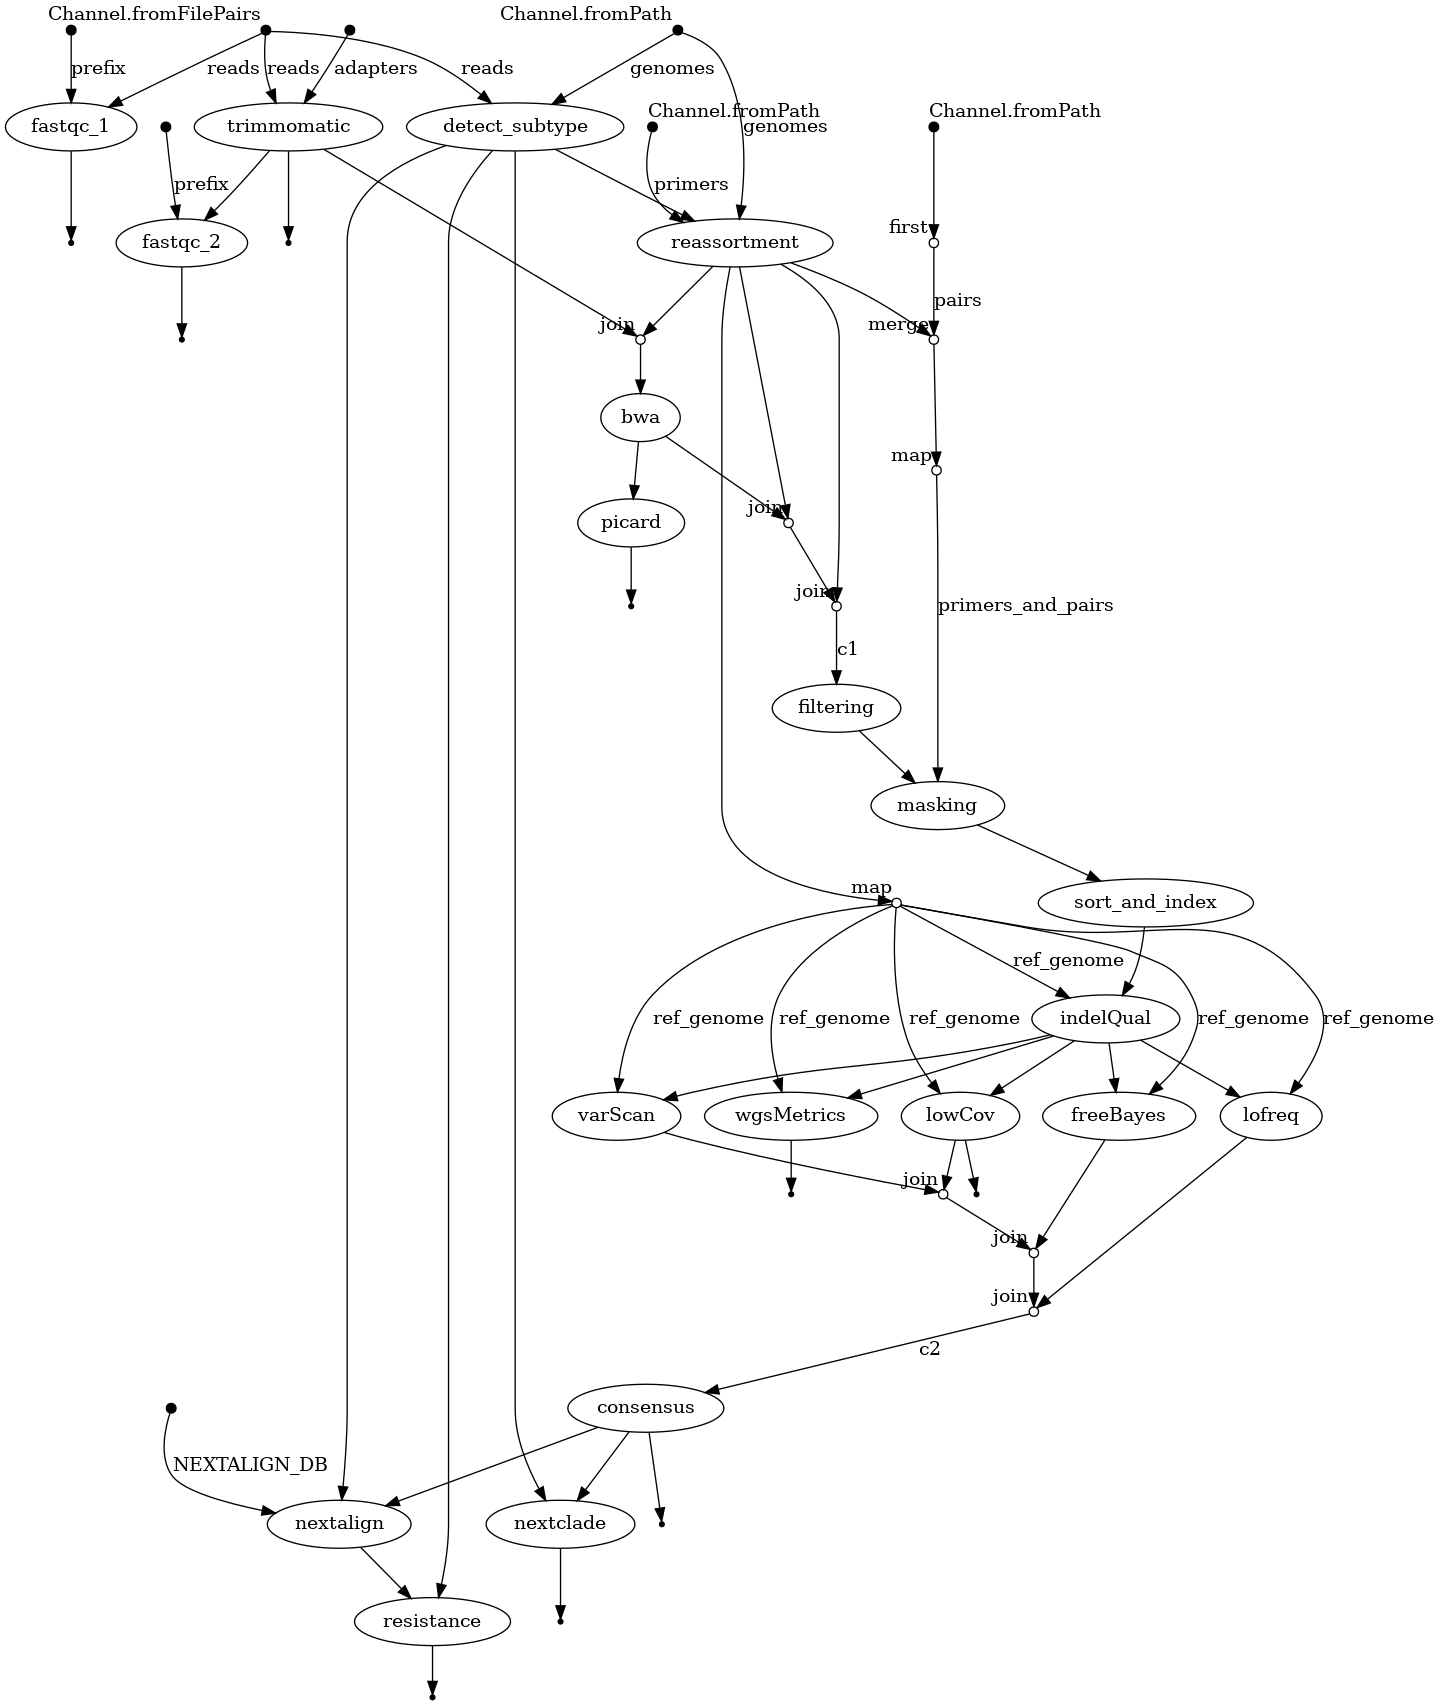 Channel.fromFilePairs
Channel.fromPath
prefix
reads
reads
adapters
reads
genomes
Channel.fromPath
Channel.fromPath
fastqc_1
trimmomatic
detect_subtype
genomes
prefix
primers
first
fastqc_2
reassortment
pairs
join
merge
bwa
map
join
picard
join
primers_and_pairs
c1
filtering
masking
map
sort_and_index
ref_genome
ref_genome
ref_genome
ref_genome
indelQual
ref_genome
ref_genome
varScan
wgsMetrics
lowCov
freeBayes
lofreq
join
join
join
c2
consensus
NEXTALIGN_DB
nextalign
nextclade
resistance